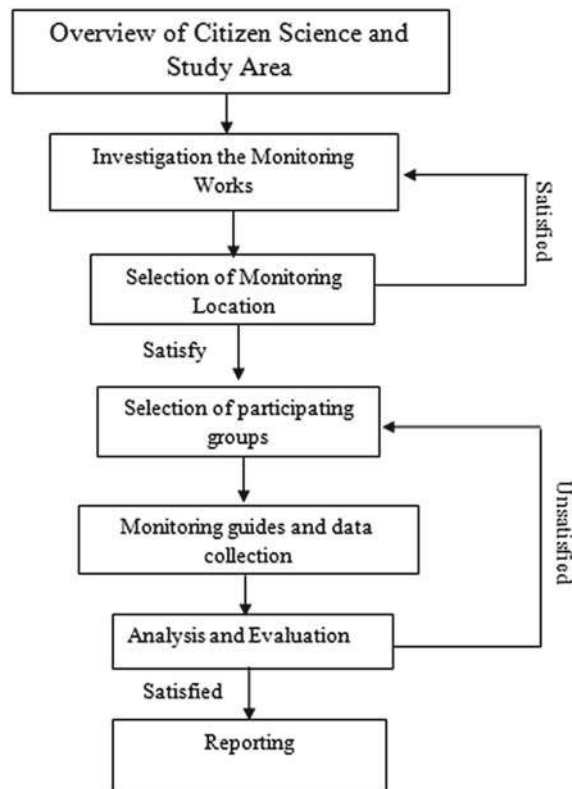 Overview of Citizen Science and
Study Area
Investigation the Monitoring
Works
Satisfied
Selection of Monitoring
Location
Satisfy
Selection of participating
groups
Unsatisfied
Monitoring guides and data
collection
Analysis and Evaluation
Satisfied
Reporting